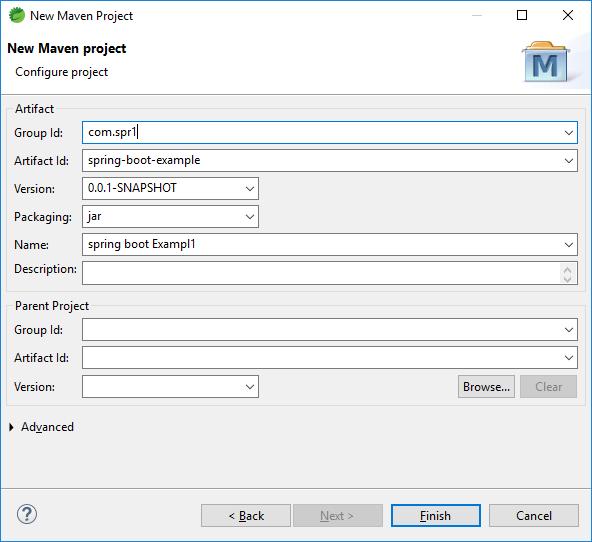 New Maven Project
New Maven project
Configure project
M
Artifact
Group Id: com.spr1
Artifact Id: spring-boot-example
Version: 0.0.1-SNAPSHOT
Packaging: jar
Name: spring boot Exampl1
Description:
Parent Project
Group Id:
Artifact Id:
Version: Browse... Clear
Advanced
? < Back Next > Finish Cancel